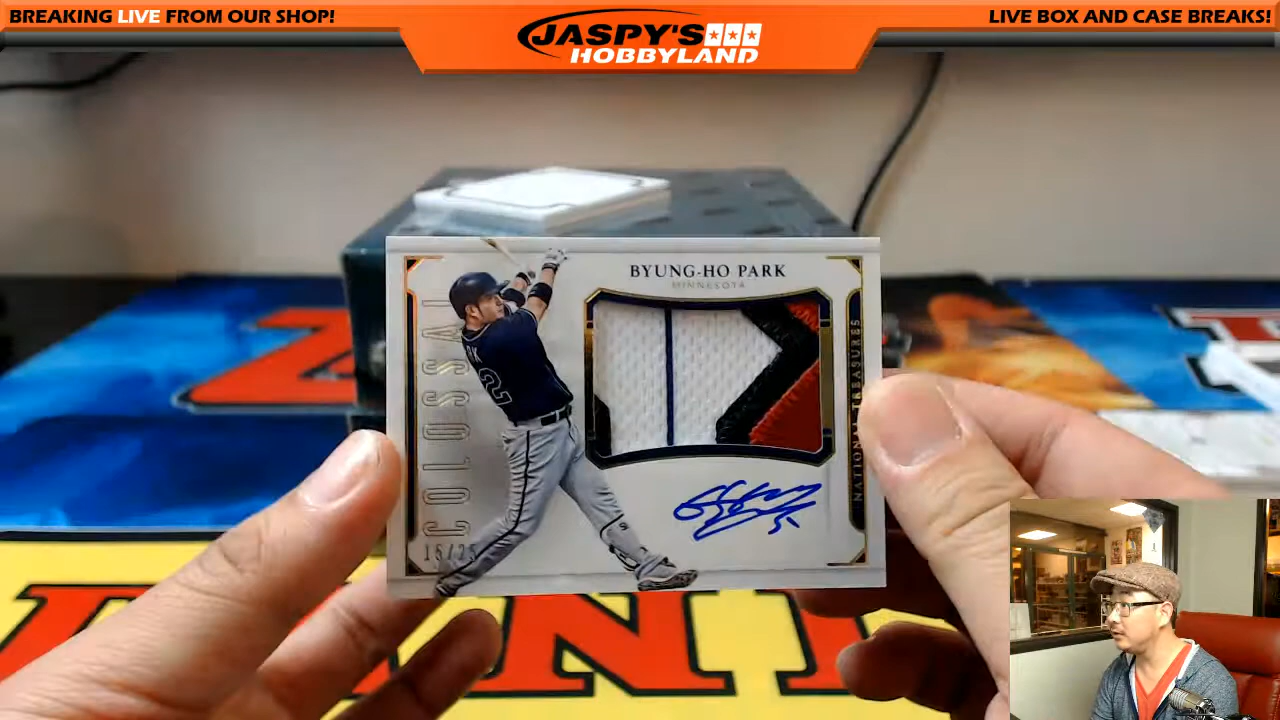 BREAKING LIVE FROM OUR SHOP!
JASPY'S
HOBBYLAND
LIVE BOX AND CASE BREAKS!
BYUNG-HO PARK
MINNESOTA
COLOSSAL
NATIONAL TREASURES
15/25
2